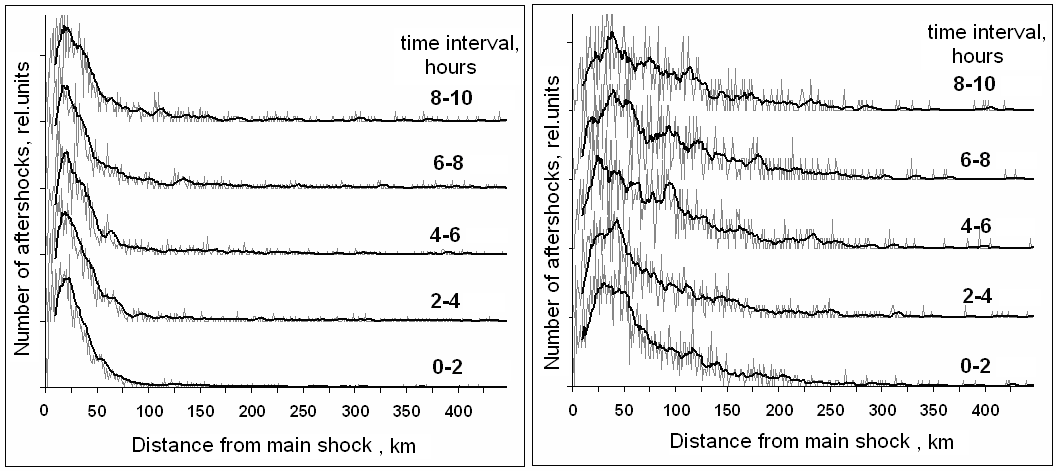 time interval,
hours
8-10
6-8
4-6
2-4
0-2
Number of aftershocks, rel.units
0 50 100 150 200 250 300 350 400
Distance from main shock , km
time interval,
hours
8-10
6-8
4-6
2-4
0-2
Number of aftershocks, rel.units
0 50 100 150 200 250 300 350 400
Distance from main shock , km